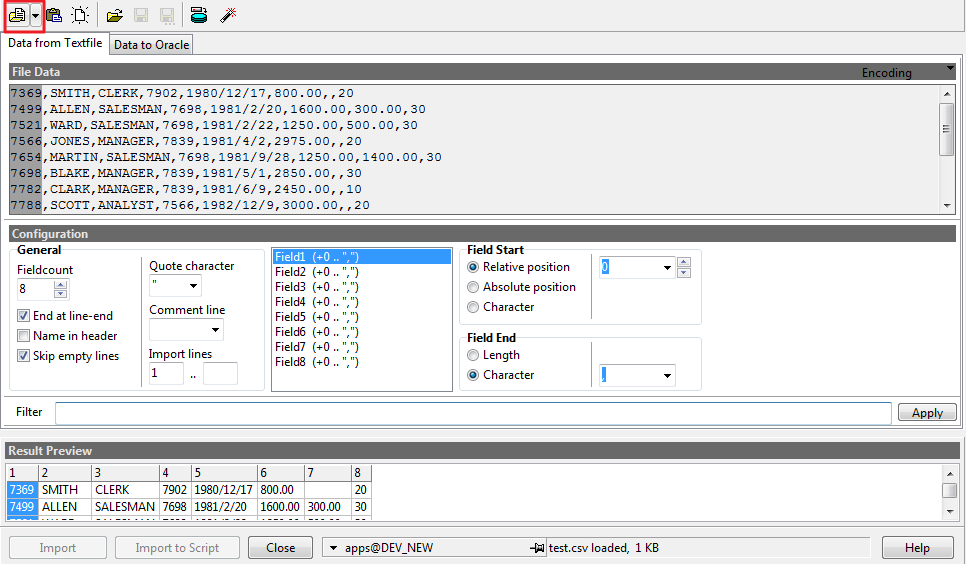 Data from Textfile Data to Oracle
File Data Encoding
7369,SMITH,CLERK,7902,1980/12/17,800.00,,20
7499,ALLEN,SALESMAN,7698,1981/2/20,1600.00,300.00,30
7521,WARD,SALESMAN,7698,1981/2/22,1250.00,500.00,30
7566,JONES,MANAGER,7839,1981/4/2,2975.00,,20
7654,MARTIN,SALESMAN,7698,1981/9/28,1250.00,1400.00,30
7698,BLAKE,MANAGER,7839,1981/5/1,2850.00,,30
7782,CLARK,MANAGER,7839,1981/6/9,2450.00,,10
7788,SCOTT,ANALYST,7566,1982/12/9,3000.00,,20
Configuration
General
Fieldcount
8
End at line-end
Name in header
Skip empty lines
Quote character
"
Comment line
Import lines
1 ..
Field1 (+0 .. ",")
Field2 (+0 .. ",")
Field3 (+0 .. ",")
Field4 (+0 .. ",")
Field5 (+0 .. ",")
Field6 (+0 .. ",")
Field7 (+0 .. ",")
Field8 (+0 .. ",")
Field Start
Relative position 0
Absolute position
Character
Field End
Length
Character ,
Filter Apply
Result Preview
1 2 3 4 5 6 7 8
7369 SMITH CLERK 7902 1980/12/17 800.00 20
7499 ALLEN SALESMAN 7698 1981/2/20 1600.00 300.00 30
Import Import to Script Close apps@DEV_NEW test.csv loaded, 1 KB Help